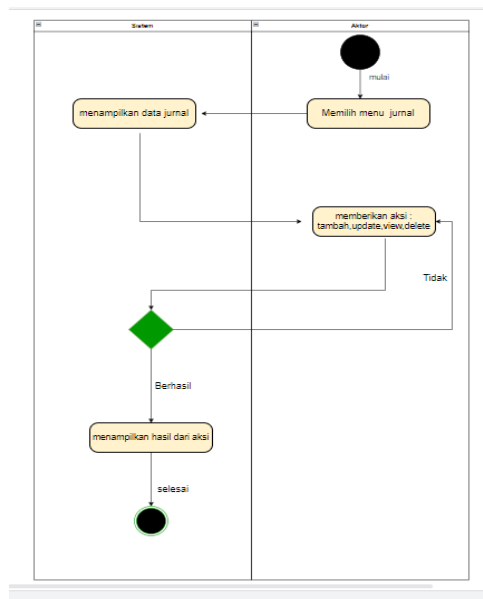 Sistem
Aktor
mulai
Memilih menu jurnal
menampilkan data jurnal
memberikan aksi :
tambah,update,view,delete
Tidak
Berhasil
menampilkan hasil dari aksi
selesai